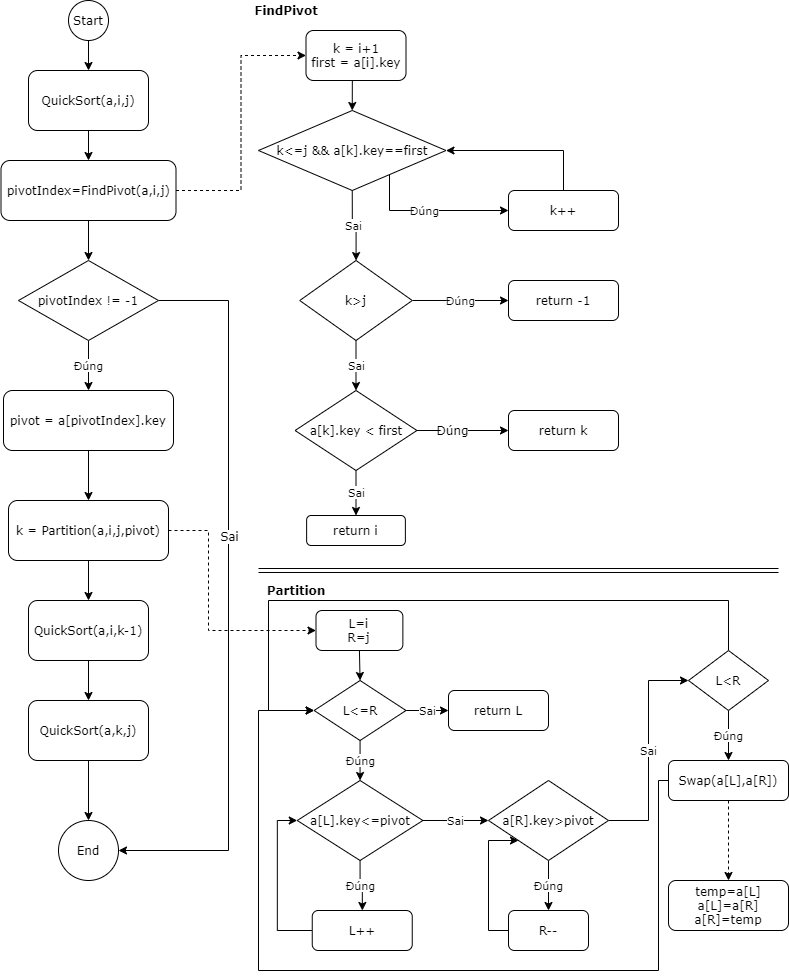 Start
QuickSort(a,i,j)
pivotIndex=FindPivot(a,i,j)
pivotIndex != -1
Đúng
Sai
pivot = a[pivotIndex].key
k = Partition(a,i,j,pivot)
QuickSort(a,i,k-1)
QuickSort(a,k,j)
End
FindPivot
k = i+1
first = a[i].key
k<=j && a[k].key==first
Đúng
k++
Sai
k>j
Đúng
return -1
Sai
a[k].key < first
Đúng
return k
Sai
return i
Partition
L=i
R=j
L<=R
Sai
return L
Đúng
a[L].key<=pivot
Sai
Đúng
L++
a[R].key>pivot
Đúng
R--
Sai
L<R
Đúng
Swap(a[L],a[R])
temp=a[L]
a[L]=a[R]
a[R]=temp